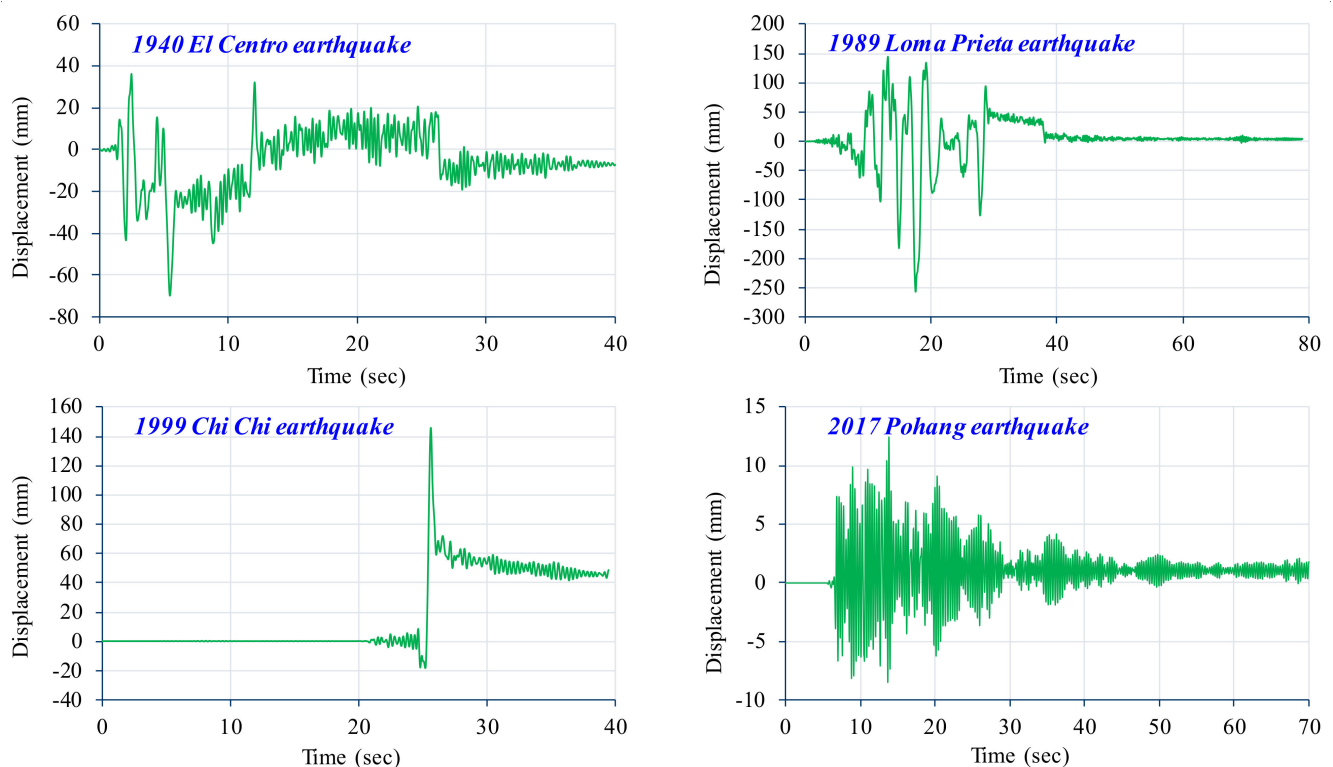 1940 El Centro earthquake
Displacement (mm)
60
40
20
0
-20
-40
-60
-80
0 10 20 30 40
Time (sec)
1989 Loma Prieta earthquake
Displacement (mm)
200
150
100
50
0
-50
-100
-150
-200
-250
-300
0 20 40 60 80
Time (sec)
1999 Chi Chi earthquake
Displacement (mm)
160
140
120
100
80
60
40
20
0
-20
-40
0 10 20 30 40
Time (sec)
2017 Pohang earthquake
Displacement (mm)
15
10
5
0
-5
-10
0 10 20 30 40 50 60 70
Time (sec)